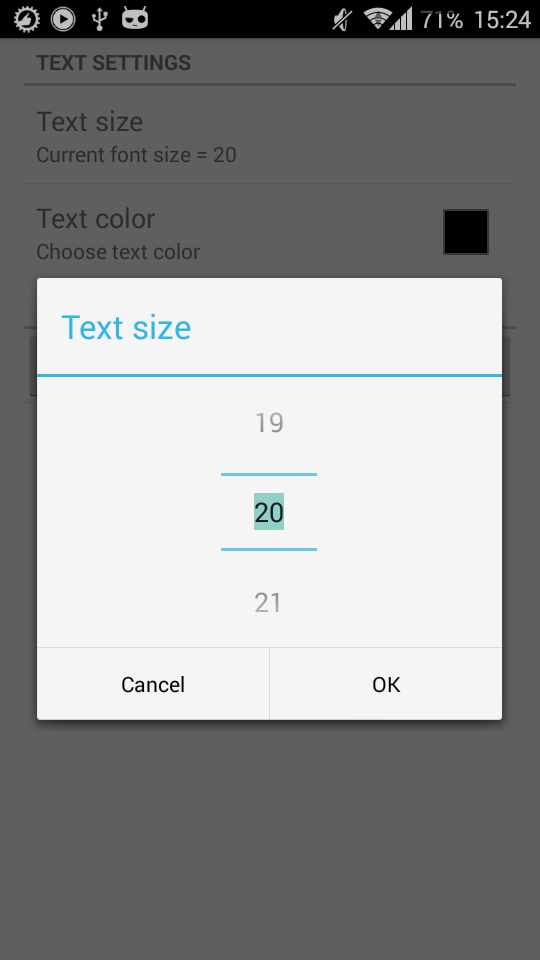 71% 15:24
TEXT SETTINGS
Text size
Current font size = 20
Text color
Choose text color
Text size
19
20
21
Cancel OK